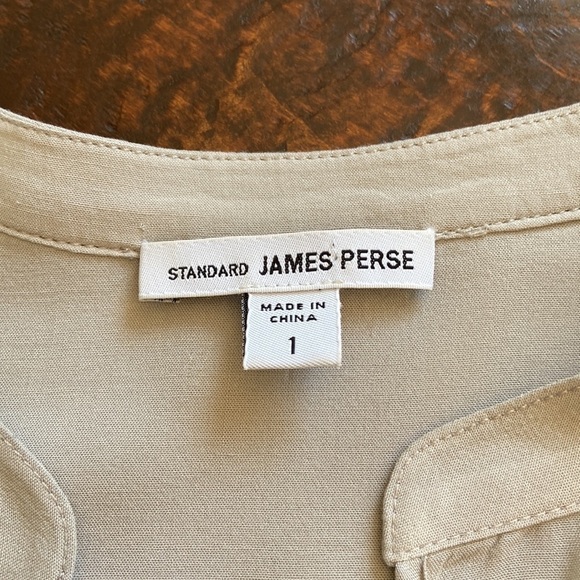 STANDARD JAMES PERSE
MADE IN
CHINA
1